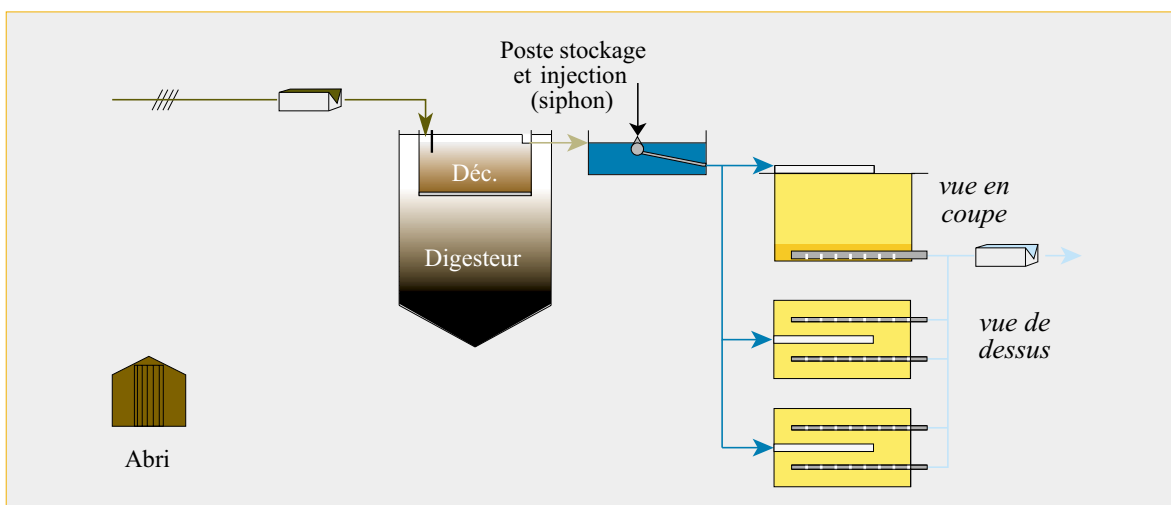 Poste stockage
et injection
(siphon)
Déc.
Digesteur
vue en
coupe
vue de
dessus
Abri